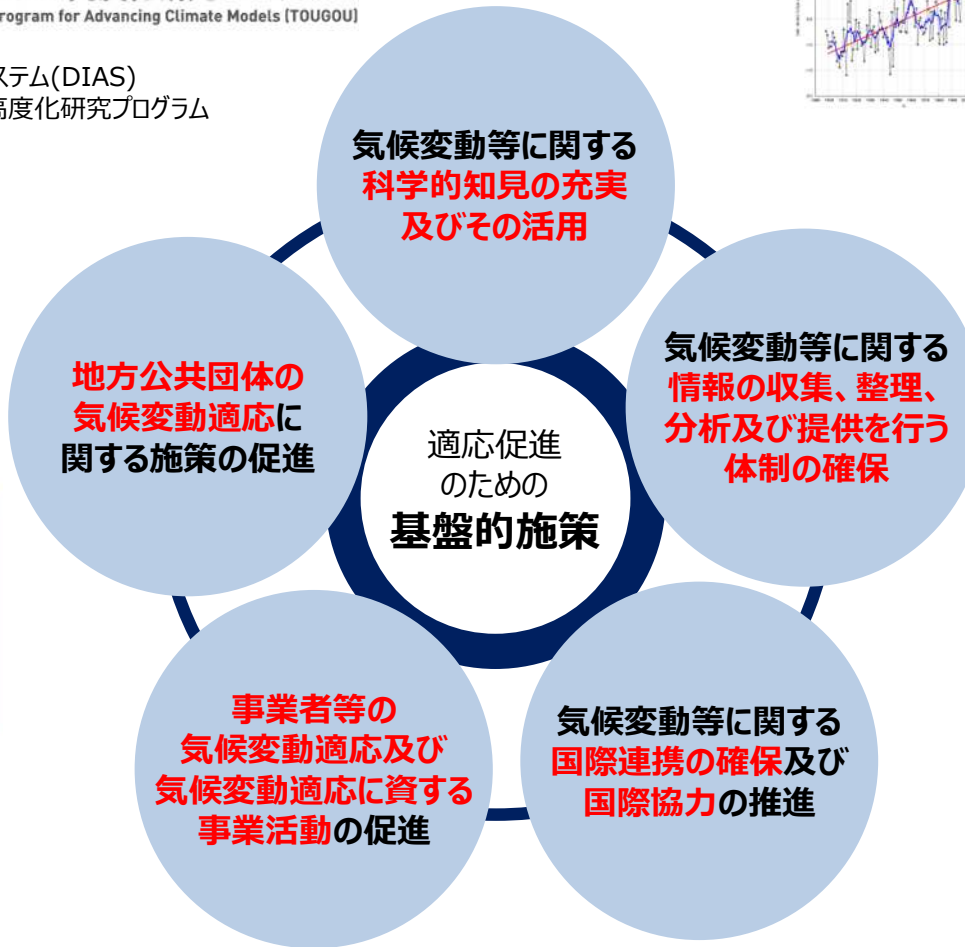 rogram for Advancing Climate Models (TOUGOU)
ステム(DIAS)
高度化研究プログラム
気候変動等に関する
科学的知見の充実
及びその活用
気候変動等に関する
情報の収集、整理、
分析及び提供を行う
体制の確保
地方公共団体の
気候変動適応に
関する施策の促進
適応促進
のための
基盤的施策
事業者等の
気候変動適応及び
気候変動適応に資する
事業活動の促進
気候変動等に関する
国際連携の確保及び
国際協力の推進